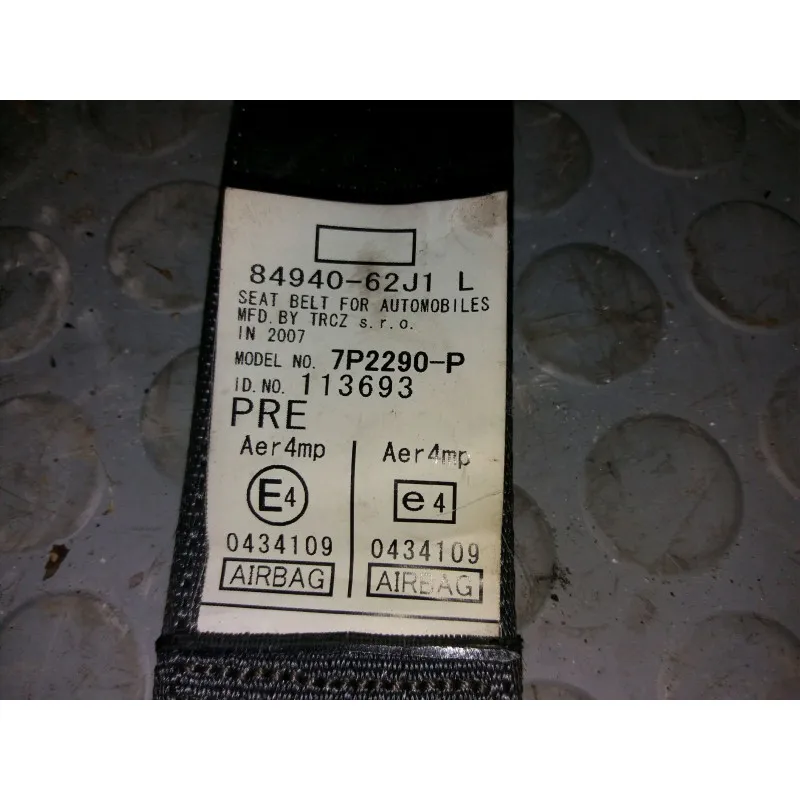 84940-62J1 L
SEAT BELT FOR AUTOMOBILES
MFD. BY TRCZ s.r.o.
IN 2007
MODEL NO. 7P2290-P
ID.NO. 113693
PRE
Aer4mp Aer4mp
E4 e4
0434109 0434109
AIRBAG AIRBAG